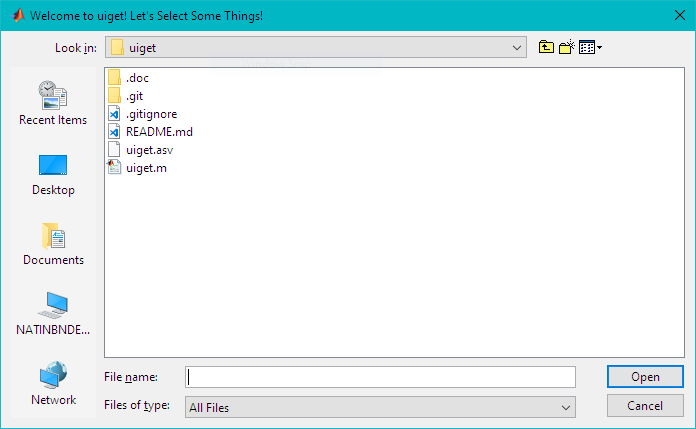 Welcome to uiget! Let's Select Some Things!
Look in:
uiget
Recent Items
Desktop
Documents
NATINBNDE...
Network
.doc
.git
.gitignore
README.md
uiget.asv
uiget.m
File name:
Open
Files of type:
All Files
Cancel